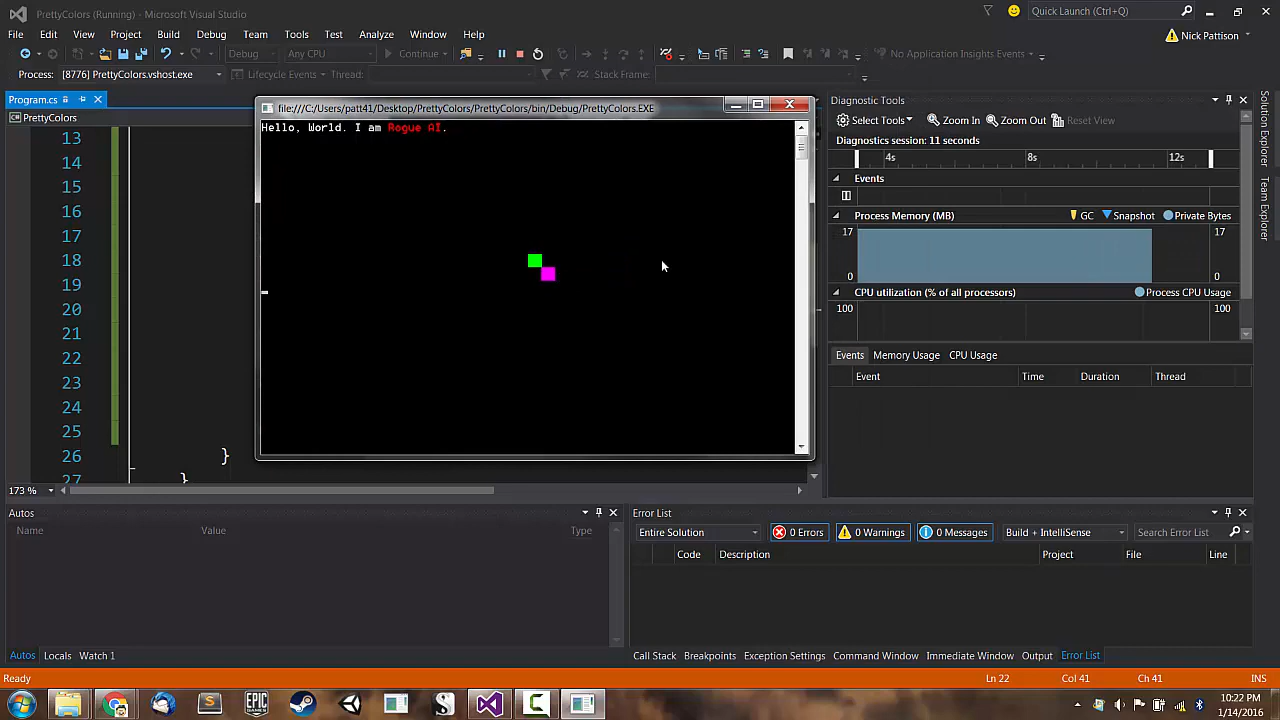 PrettyColors (Running) - Microsoft Visual Studio
Quick Launch (Ctrl+Q)
File Edit View Project Build Debug Team Tools Test Analyze Window Help
Nick Pattison
Debug Any CPU Continue No Application Insights Events
Process: [8776] PrettyColors.vshost.exe Lifecycle Events Thread: Stack Frame:
Program.cs
PrettyColors
file:///C:/Users/patt41/Desktop/PrettyColors/PrettyColors/bin/Debug/PrettyColors.EXE
Hello, World. I am Rogue AI.
13
14
15
16
17
18
19
20
21
22
23
24
25
26 }
27 }
173 %
Diagnostic Tools
Select Tools Zoom In Zoom Out Reset View
Diagnostics session: 11 seconds
4s 8s 12s
Events
Process Memory (MB) GC Snapshot Private Bytes
17 17
0 0
CPU utilization (% of all processors) Process CPU Usage
100 100
Events Memory Usage CPU Usage
Event Time Duration Thread
Solution Explorer
Team Explorer
Autos
Name Value Type
Autos Locals Watch 1
Error List
Entire Solution 0 Errors 0 Warnings 0 Messages Build + IntelliSense Search Error List
Code Description Project File Line
Call Stack Breakpoints Exception Settings Command Window Immediate Window Output Error List
Ready Ln 22 Col 41 Ch 41 INS
EPIC GAMES
10:22 PM
1/14/2016